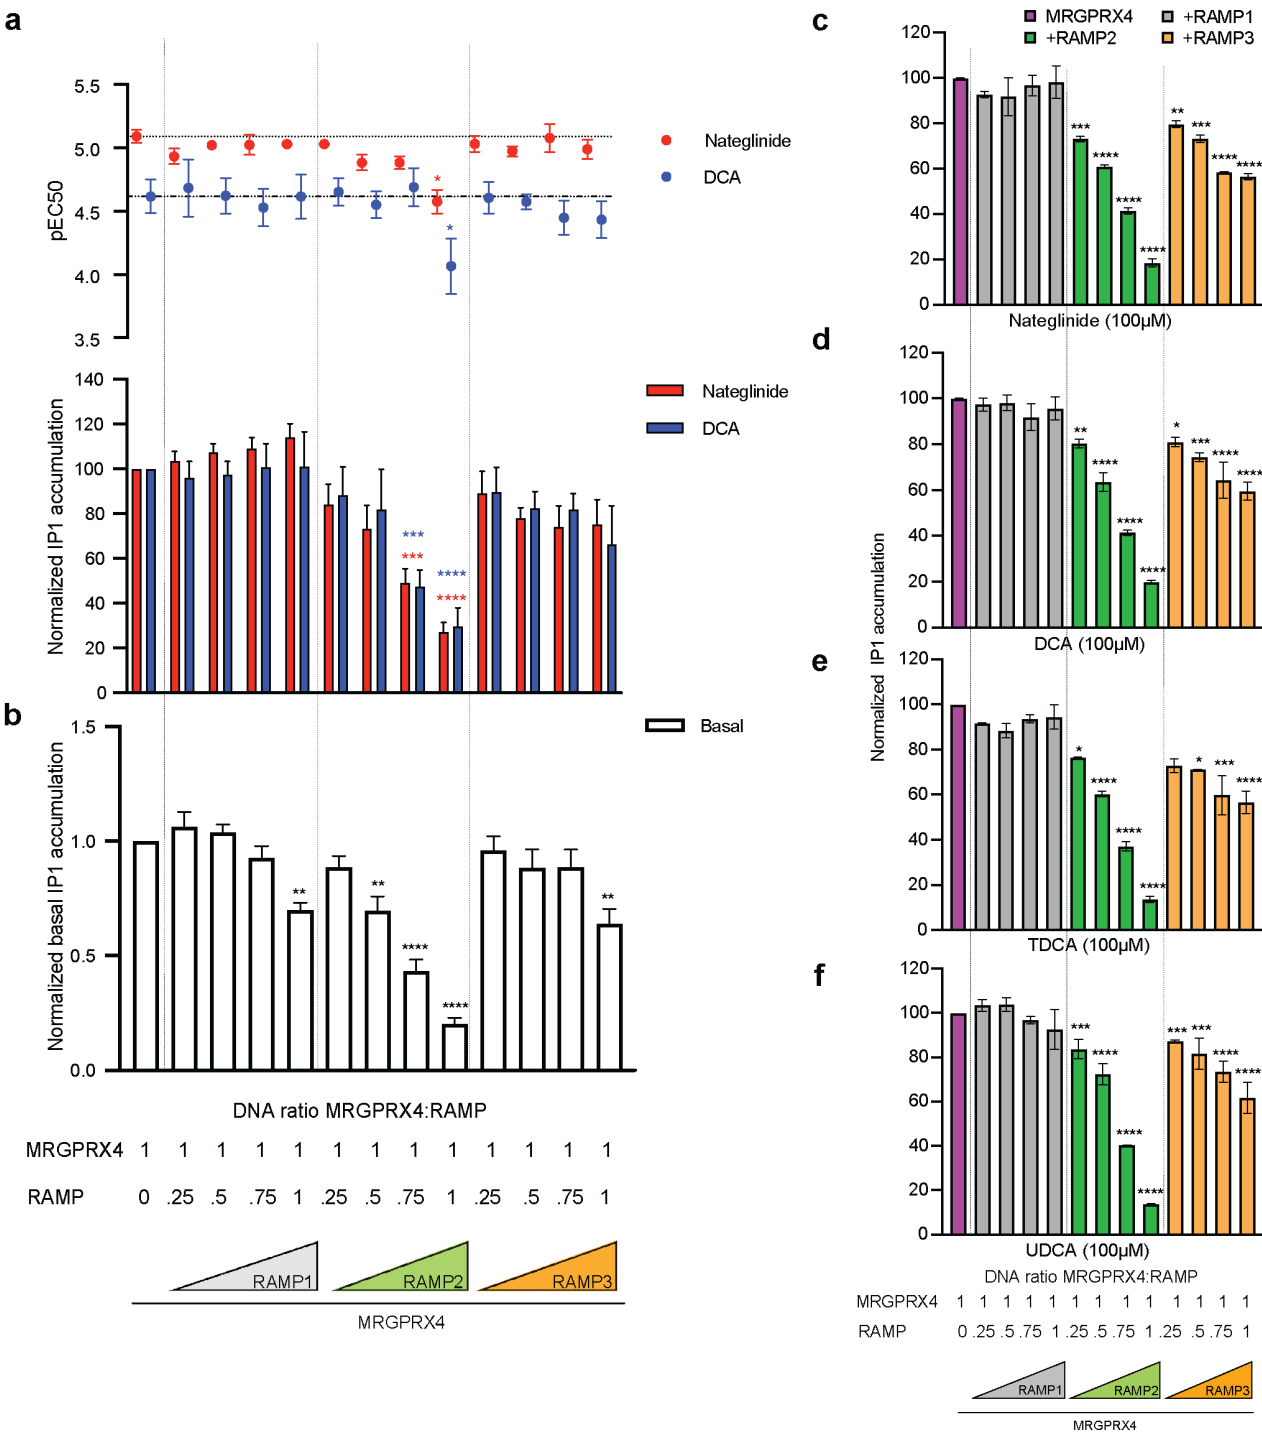 a
5.5
5.0
4.5
4.0
3.5
pEC50
*
*
Nateglinide
DCA
140
120
100
80
60
40
20
0
Normalized IP1 accumulation
***
***
****
****
Nateglinide
DCA
b
1.5
1.0
0.5
0.0
Normalized basal IP1 accumulation
**
**
****
****
**
Basal
DNA ratio MRGPRX4:RAMP
MRGPRX4 1 1 1 1 1 1 1 1 1 1 1 1 1
RAMP 0 .25 .5 .75 1 .25 .5 .75 1 .25 .5 .75 1
RAMP1 RAMP2 RAMP3
MRGPRX4
c
MRGPRX4 +RAMP1
+RAMP2 +RAMP3
120
100
80
60
40
20
0
*** **** **** **** ** *** **** ****
Nateglinide (100µM)
d
120
100
80
60
40
20
0
** **** **** **** * *** **** ****
DCA (100µM)
Normalized IP1 accumulation
e
120
100
80
60
40
20
0
* **** **** **** * *** ****
TDCA (100µM)
f
120
100
80
60
40
20
0
*** **** **** **** *** *** **** ****
UDCA (100µM)
DNA ratio MRGPRX4:RAMP
MRGPRX4 1 1 1 1 1 1 1 1 1 1 1 1 1
RAMP 0 .25 .5 .75 1 .25 .5 .75 1 .25 .5 .75 1
RAMP1 RAMP2 RAMP3
MRGPRX4